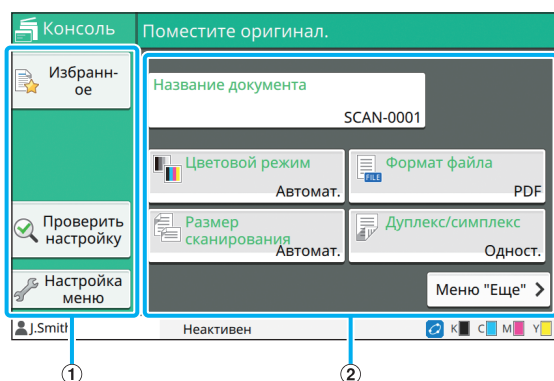 Консоль
Поместите оригинал.
Избранн-
ое
Название документа
SCAN-0001
Цветовой режим
Автомат.
Формат файла
FILE
PDF
Проверить
настройку
Размер
сканирования
Автомат.
Дуплекс/симплекс
Одност.
Настройка
меню
Меню "Еще" >
J.Smith
Неактивен
K C M Y
1
2